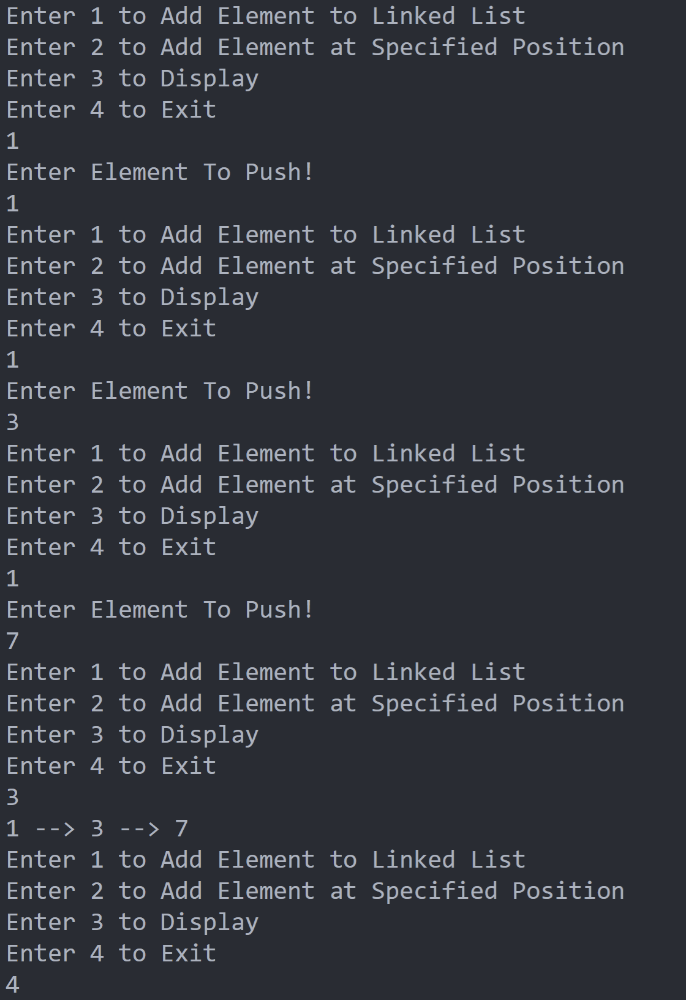 Enter 1 to Add Element to Linked List
Enter 2 to Add Element at Specified Position
Enter 3 to Display
Enter 4 to Exit
1
Enter Element To Push!
1
Enter 1 to Add Element to Linked List
Enter 2 to Add Element at Specified Position
Enter 3 to Display
Enter 4 to Exit
1
Enter Element To Push!
3
Enter 1 to Add Element to Linked List
Enter 2 to Add Element at Specified Position
Enter 3 to Display
Enter 4 to Exit
1
Enter Element To Push!
7
Enter 1 to Add Element to Linked List
Enter 2 to Add Element at Specified Position
Enter 3 to Display
Enter 4 to Exit
3
1 --> 3 --> 7
Enter 1 to Add Element to Linked List
Enter 2 to Add Element at Specified Position
Enter 3 to Display
Enter 4 to Exit
4